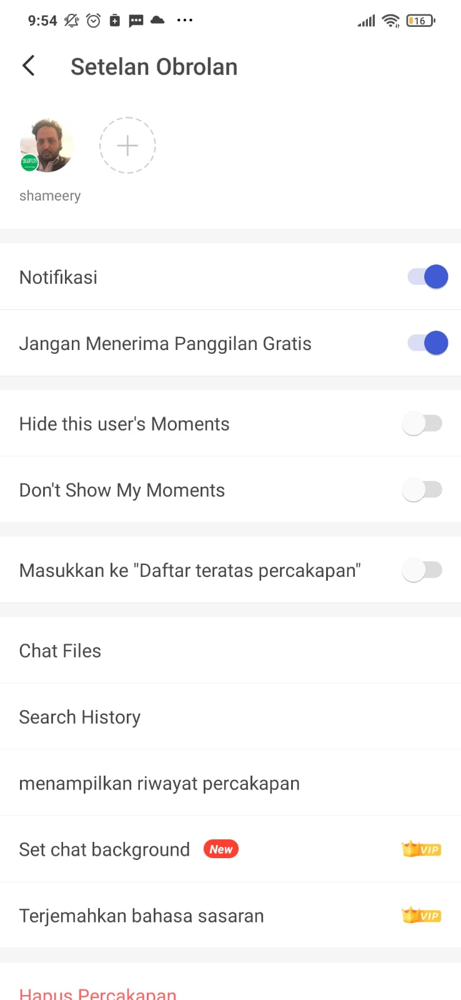 9:54
16
Setelan Obrolan
shameery
Notifikasi
Jangan Menerima Panggilan Gratis
Hide this user's Moments
Don't Show My Moments
Masukkan ke "Daftar teratas percakapan"
Chat Files
Search History
menampilkan riwayat percakapan
Set chat background New VIP
Terjemahkan bahasa sasaran VIP
Hapus Percakapan